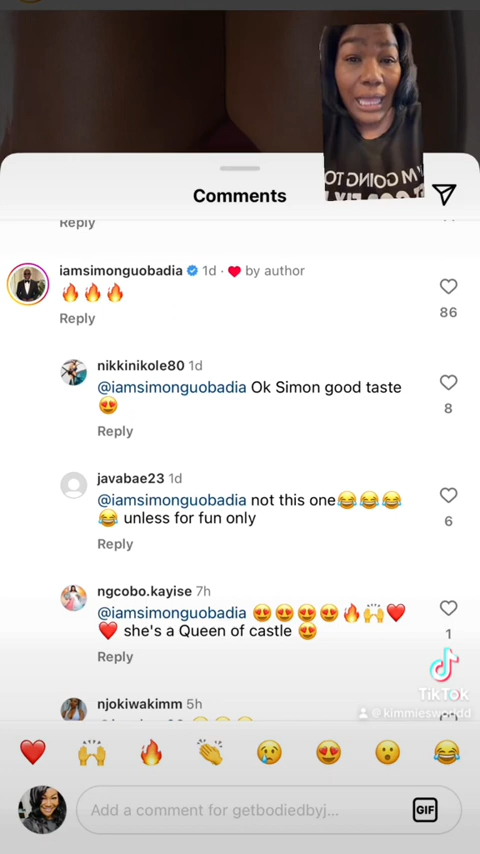 Comments
Reply
iamsimonguobadia 1d · ❤️ by author
🔥🔥🔥
86
Reply
nikkinikole80 1d
@iamsimonguobadia Ok Simon good taste
😍
8
Reply
javabae23 1d
@iamsimonguobadia not this one😂😂😂
😂 unless for fun only
6
Reply
ngcobo.kayise 7h
@iamsimonguobadia 😍😍😍😍🔥🙌❤️
❤️ she's a Queen of castle 😍
1
Reply
TikTok
@kimmiesworldd
njokiwakimm 5h
❤️🙌🔥👏😢😍😮😂
Add a comment for getbodiedbyj...
GIF